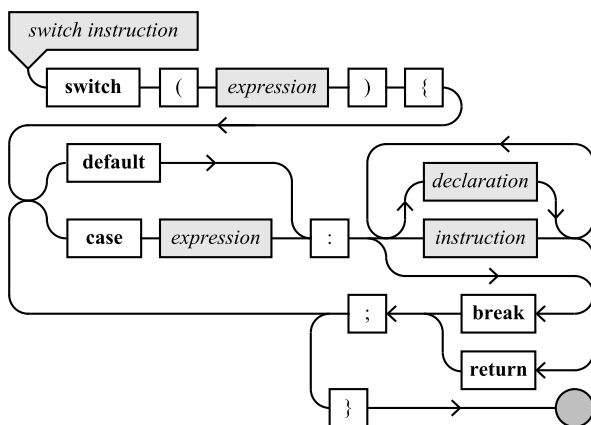 switch instruction
switch ( expression ) {
default
declaration
case expression : instruction
; break
return
}